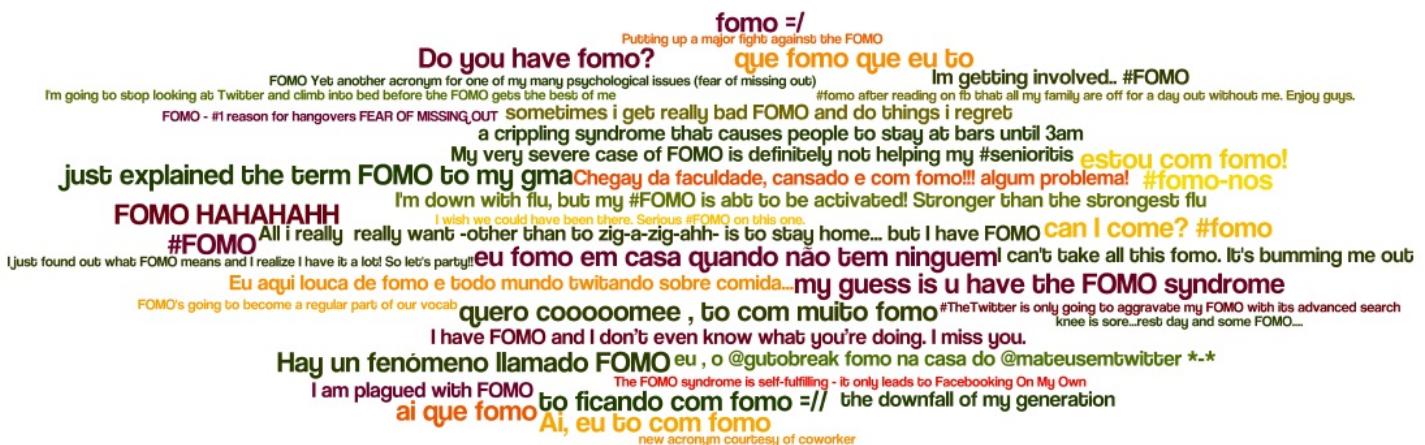 fomo =/
Putting up a major fight against the FOMO
Do you have fomo?
que fomo que eu to
FOMO Yet another acronym for one of my many psychological issues (fear of missing out)
Im getting involved.. #FOMO
I'm going to stop looking at Twitter and climb into bed before the FOMO gets the best of me
#fomo after reading on fb that all my family are off for a day out without me. Enjoy guys.
FOMO - #1 reason for hangovers FEAR OF MISSING OUT
sometimes i get really bad FOMO and do things i regret
a crippling syndrome that causes people to stay at bars until 3am
My very severe case of FOMO is definitely not helping my #senioritis
estou com fomo!
just explained the term FOMO to my gma
Chegay da faculdade, cansado e com fomo!!! algum problema!
#fomo-nos
I'm down with flu, but my #FOMO is abt to be activated! Stronger than the strongest flu
FOMO HAHAHAHH
I wish we could have been there. Serious #FOMO on this one.
#FOMO
All i really really want -other than to zig-a-zig-ahh- is to stay home... but I have FOMO
can I come? #fomo
I just found out what FOMO means and I realize I have it a lot! So let's party!!
eu fomo em casa quando não tem ninguem
I can't take all this fomo. It's bumming me out
Eu aqui louca de fomo e todo mundo twitando sobre comida...
my guess is u have the FOMO syndrome
FOMO's going to become a regular part of our vocab
quero cooooomee , to com muito fomo
#TheTwitter is only going to aggravate my FOMO with its advanced search
knee is sore...rest day and some FOMO....
I have FOMO and I don't even know what you're doing. I miss you.
Hay un fenómeno llamado FOMO
eu , o @gutobreak fomo na casa do @mateusemtwitter *-*
I am plagued with FOMO
The FOMO syndrome is self-fulfilling - it only leads to Facebooking On My Own
ai que fomo
to ficando com fomo =//
the downfall of my generation
Ai, eu to com fomo
new acronym courtesy of coworker